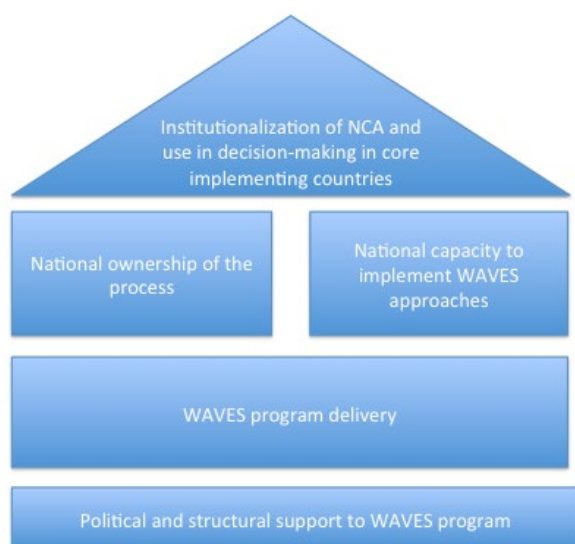 Institutionalization of NCA and
use in decision-making in core
implementing countries
National ownership of the
process
National capacity to
implement WAVES
approaches
WAVES program delivery
Political and structural support to WAVES program